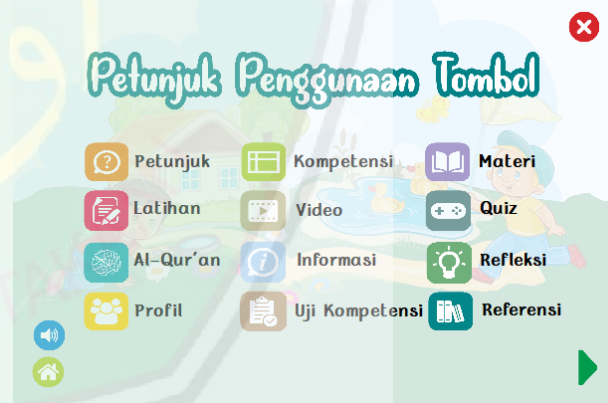 Petunjuk Penggunaan Tombol
Petunjuk Kompetensi Materi
Latihan Video Quiz
Al-Qur'an Informasi Refleksi
Profil Uji Kompetensi Referensi